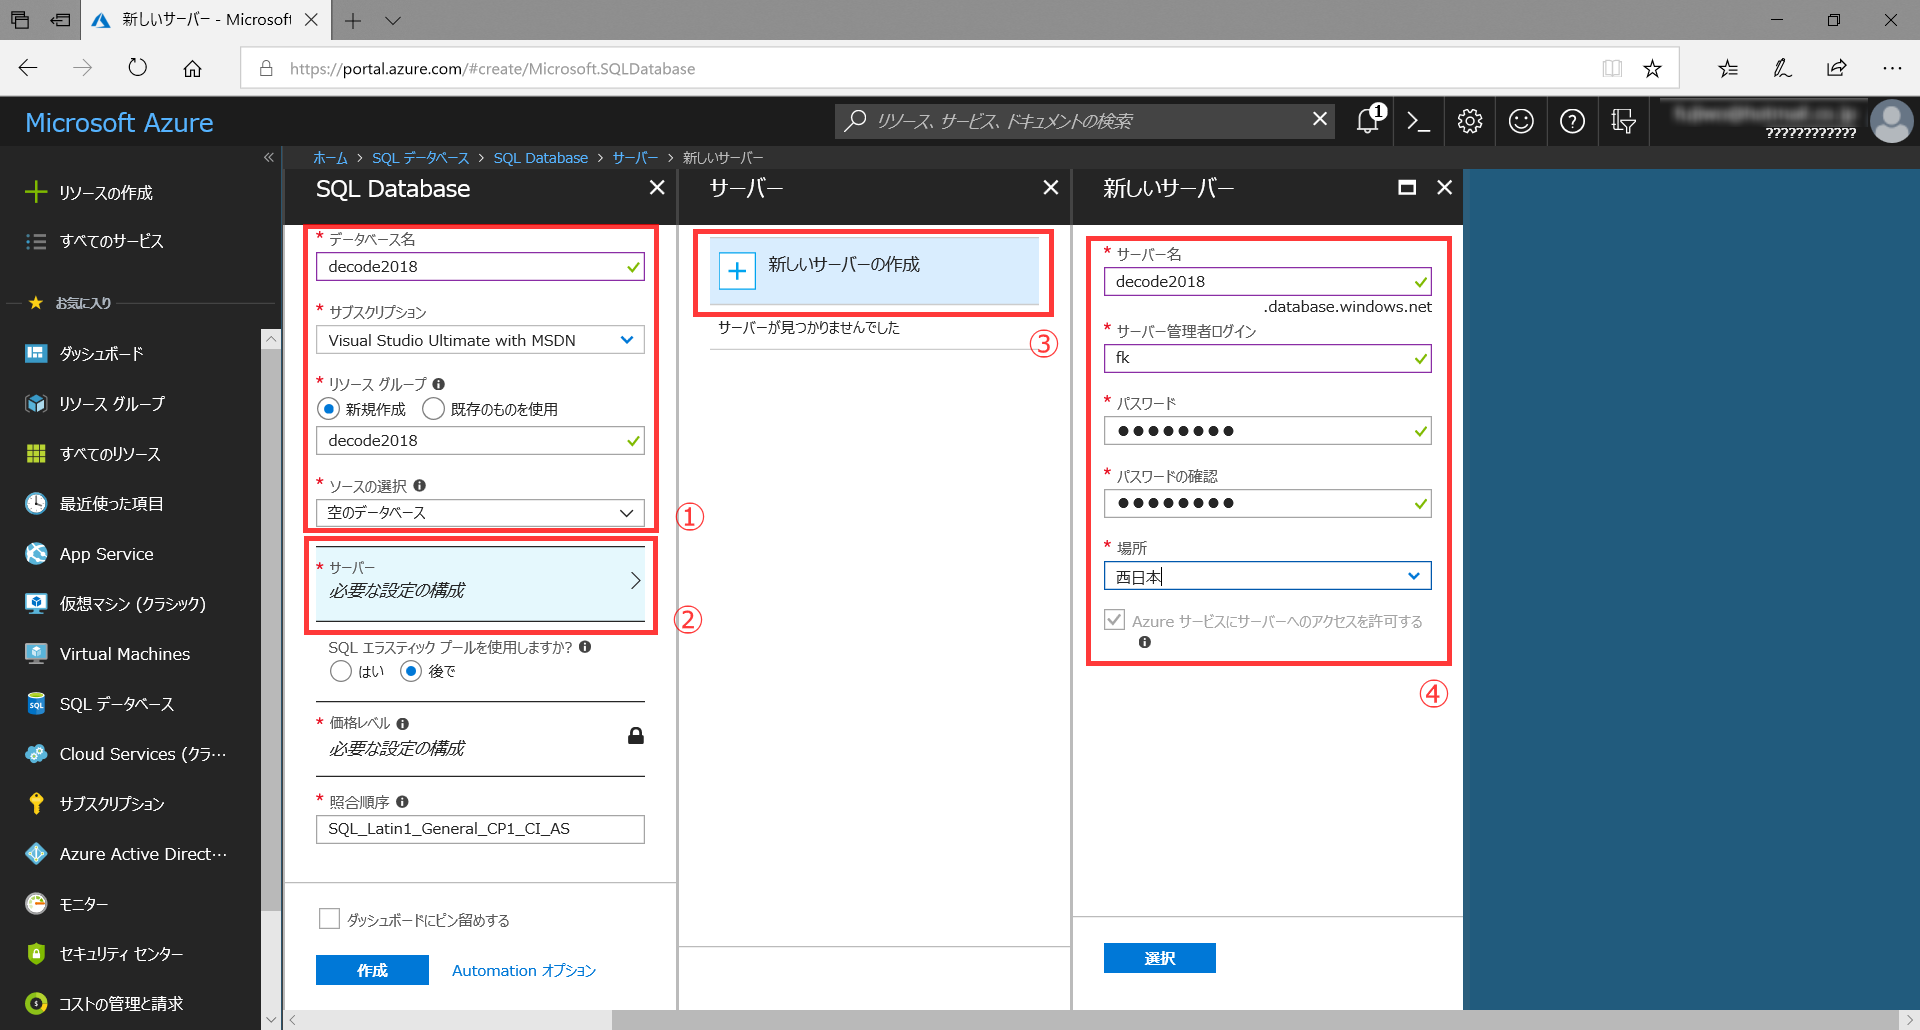 新しいサーバー - Microsoft
https://portal.azure.com/#create/Microsoft.SQLDatabase
Microsoft Azure
リソース、サービス、ドキュメントの検索
1
?????????????
ホーム > SQL データベース > SQL Database > サーバー > 新しいサーバー
リソースの作成
すべてのサービス
お気に入り
ダッシュボード
リソース グループ
すべてのリソース
最近使った項目
App Service
仮想マシン (クラシック)
Virtual Machines
SQL データベース
Cloud Services (クラ…
サブスクリプション
Azure Active Direct…
モニター
セキュリティ センター
コストの管理と請求
SQL Database
* データベース名
decode2018
* サブスクリプション
Visual Studio Ultimate with MSDN
* リソース グループ
新規作成 既存のものを使用
decode2018
* ソースの選択
空のデータベース
①
* サーバー
必要な設定の構成
②
SQL エラスティック プールを使用しますか?
はい 後で
* 価格レベル
必要な設定の構成
* 照合順序
SQL_Latin1_General_CP1_CI_AS
ダッシュボードにピン留めする
作成 Automation オプション
サーバー
新しいサーバーの作成
サーバーが見つかりませんでした
③
新しいサーバー
* サーバー名
decode2018
.database.windows.net
* サーバー管理者ログイン
fk
* パスワード
●●●●●●●●
* パスワードの確認
●●●●●●●●
* 場所
西日本
Azure サービスにサーバーへのアクセスを許可する
④
選択